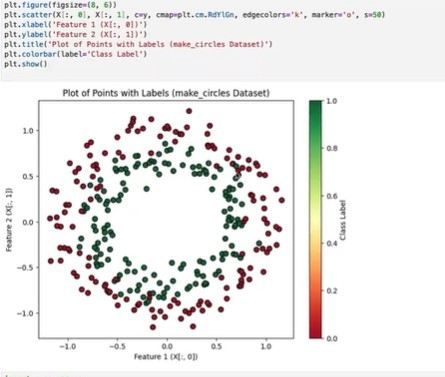 plt.figure(figsize=(8, 6))
plt.scatter(X[:, 0], X[:, 1], c=y, cmap=plt.cm.RdYlGn, edgecolors='k', marker='o', s=50)
plt.xlabel('Feature 1 (X[:, 0])')
plt.ylabel('Feature 2 (X[:, 1])')
plt.title('Plot of Points with Labels (make_circles Dataset)')
plt.colorbar(label='Class Label')
plt.show()
Plot of Points with Labels (make_circles Dataset)
1.0
0.5
0.0
−0.5
−1.0
Feature 2 (X[:, 1])
−1.0 −0.5 0.0 0.5 1.0
Feature 1 (X[:, 0])
1.0
0.8
0.6
0.4
0.2
0.0
Class Label